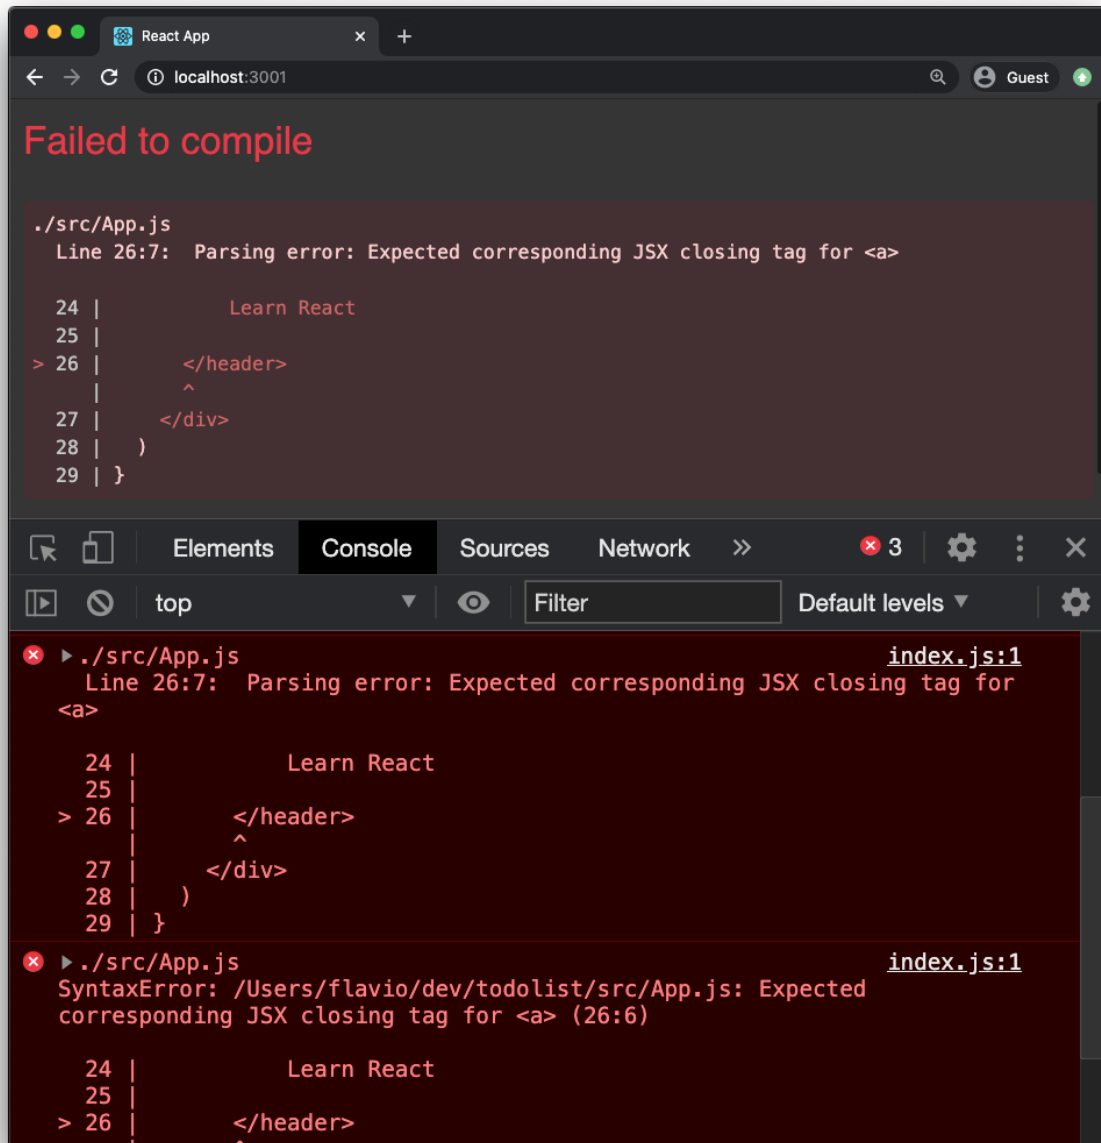 React App
localhost:3001
Guest
Failed to compile
./src/App.js
  Line 26:7:  Parsing error: Expected corresponding JSX closing tag for <a>
  24 |           Learn React
  25 |
> 26 |       </header>
     |       ^
  27 |     </div>
  28 |   )
  29 | }
Elements Console Sources Network » 3
top Filter Default levels
./src/App.js index.js:1
  Line 26:7:  Parsing error: Expected corresponding JSX closing tag for
<a>
  24 |           Learn React
  25 |
> 26 |       </header>
     |       ^
  27 |     </div>
  28 |   )
  29 | }
./src/App.js index.js:1
SyntaxError: /Users/flavio/dev/todolist/src/App.js: Expected
corresponding JSX closing tag for <a> (26:6)
  24 |           Learn React
  25 |
> 26 |       </header>